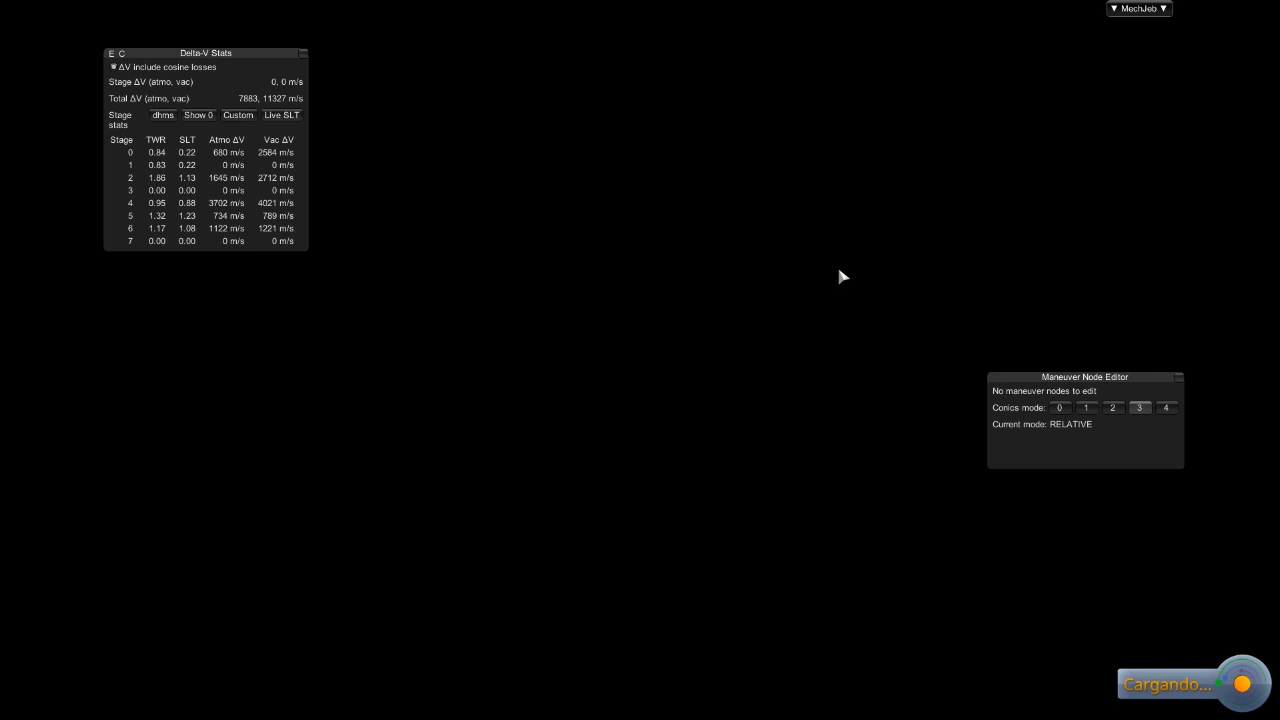 ▼ MechJeb ▼
E C Delta-V Stats
ΔV include cosine losses
Stage ΔV (atmo, vac) 0, 0 m/s
Total ΔV (atmo, vac) 7883, 11327 m/s
Stage stats dhms Show 0 Custom Live SLT
Stage TWR SLT Atmo ΔV Vac ΔV
0 0.84 0.22 680 m/s 2584 m/s
1 0.83 0.22 0 m/s 0 m/s
2 1.86 1.13 1645 m/s 2712 m/s
3 0.00 0.00 0 m/s 0 m/s
4 0.95 0.88 3702 m/s 4021 m/s
5 1.32 1.23 734 m/s 789 m/s
6 1.17 1.08 1122 m/s 1221 m/s
7 0.00 0.00 0 m/s 0 m/s
Maneuver Node Editor
No maneuver nodes to edit
Conics mode: 0 1 2 3 4
Current mode: RELATIVE
Cargando...